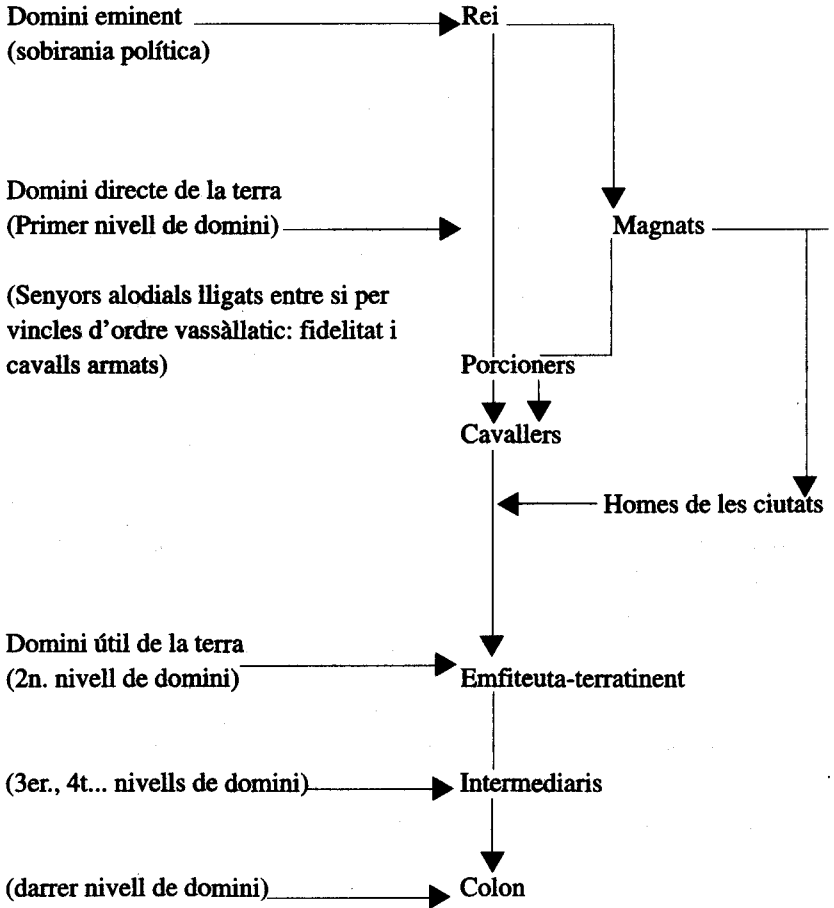 Domini eminent
(sobirania política)
Rei
Domini directe de la terra
(Primer nivell de domini)
Magnats
(Senyors alodials lligats entre si per
vincles d'ordre vassàllatic: fidelitat i
cavalls armats)
Porcioners
Cavallers
Homes de les ciutats
Domini útil de la terra
(2n. nivell de domini)
Emfiteuta-terratinent
(3er., 4t... nivells de domini)
Intermediaris
(darrer nivell de domini)
Colon